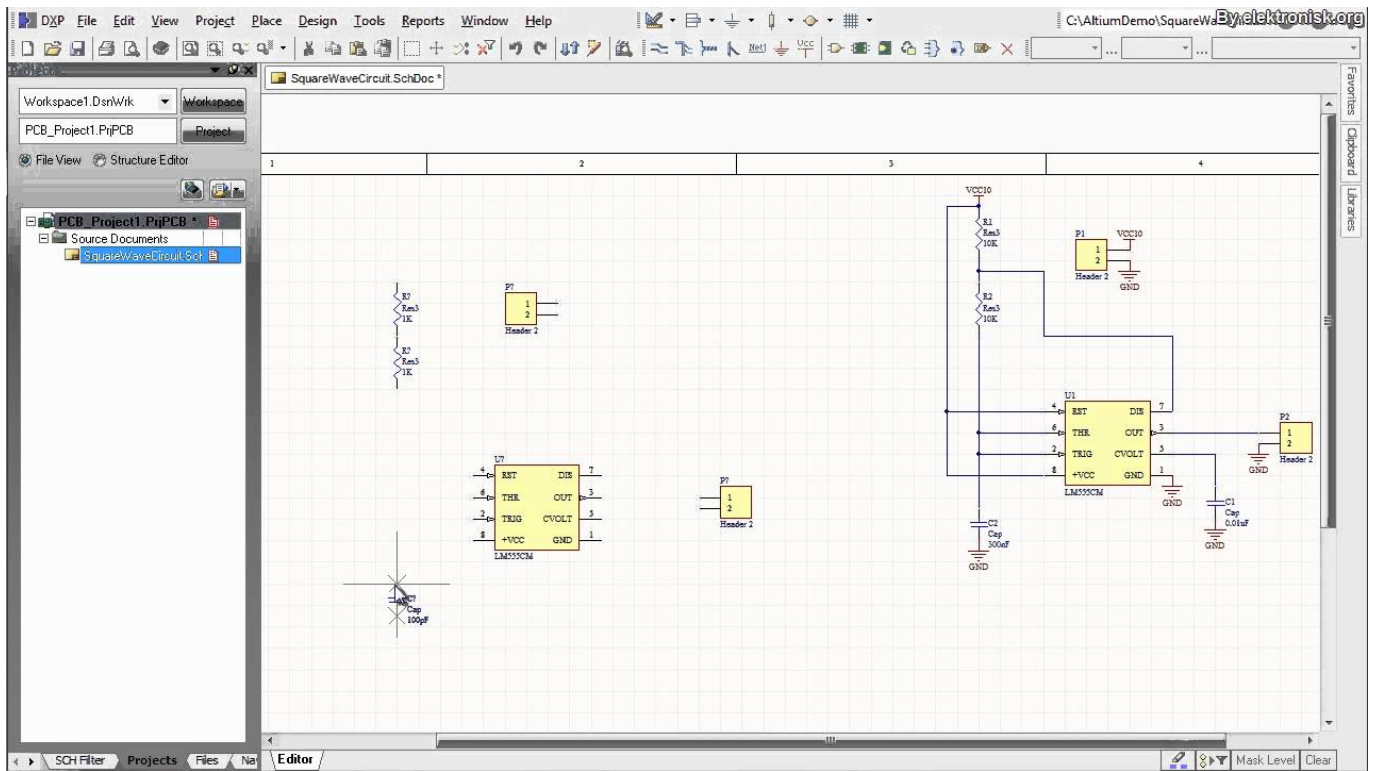 DXP File Edit View Project Place Design Tools Reports Window Help
C:\AltiumDemo\SquareWa
By elektronisk.org
SquareWaveCircuit.SchDoc *
Workspace1.DsnWrk Workspace
PCB_Project1.PrjPCB Project
File View Structure Editor
PCB_Project1.PrjPCB *
Source Documents
SquareWaveCircuit.Sch
Favorites
Clipboard
Libraries
1 2 3 4
R?
Res3
1K
R?
Res3
1K
P?
1
2
Header 2
U?
4 RST DIS 7
6 THR OUT 3
2 TRIG CVOLT 5
8 +VCC GND 1
LM555CM
P?
1
2
Header 2
C?
Cap
100pF
VCC10
R1
Res3
10K
R2
Res3
10K
P1 VCC10
1
2
Header 2
GND
U1
4 RST DIS 7
6 THR OUT 3
2 TRIG CVOLT 5
8 +VCC GND 1
LM555CM
GND
P2
1
2
Header 2
GND
C1
Cap
0.01uF
GND
C2
Cap
300nF
GND
SCH Filter Projects Files Na
Editor
Mask Level Clear